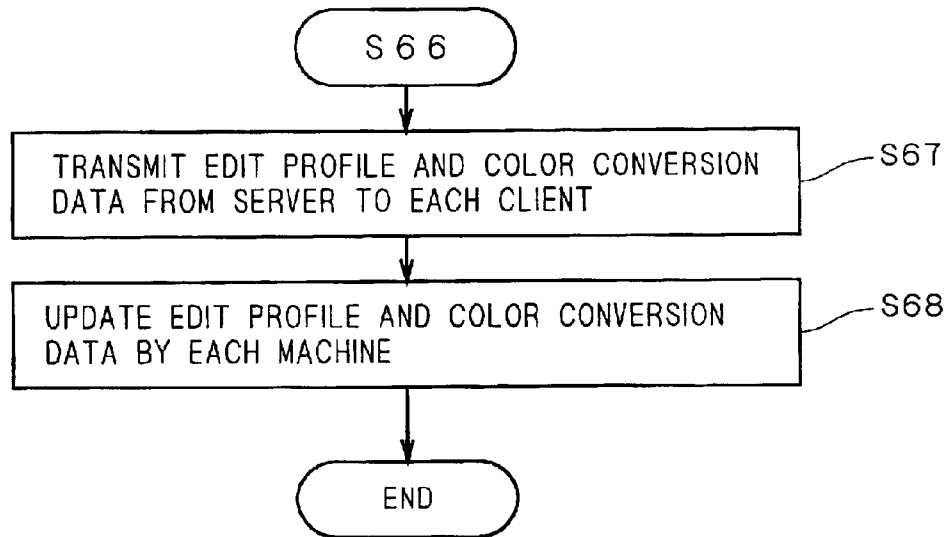 S66
TRANSMIT EDIT PROFILE AND COLOR CONVERSION
DATA FROM SERVER TO EACH CLIENT
S67
UPDATE EDIT PROFILE AND COLOR CONVERSION
DATA BY EACH MACHINE
S68
END